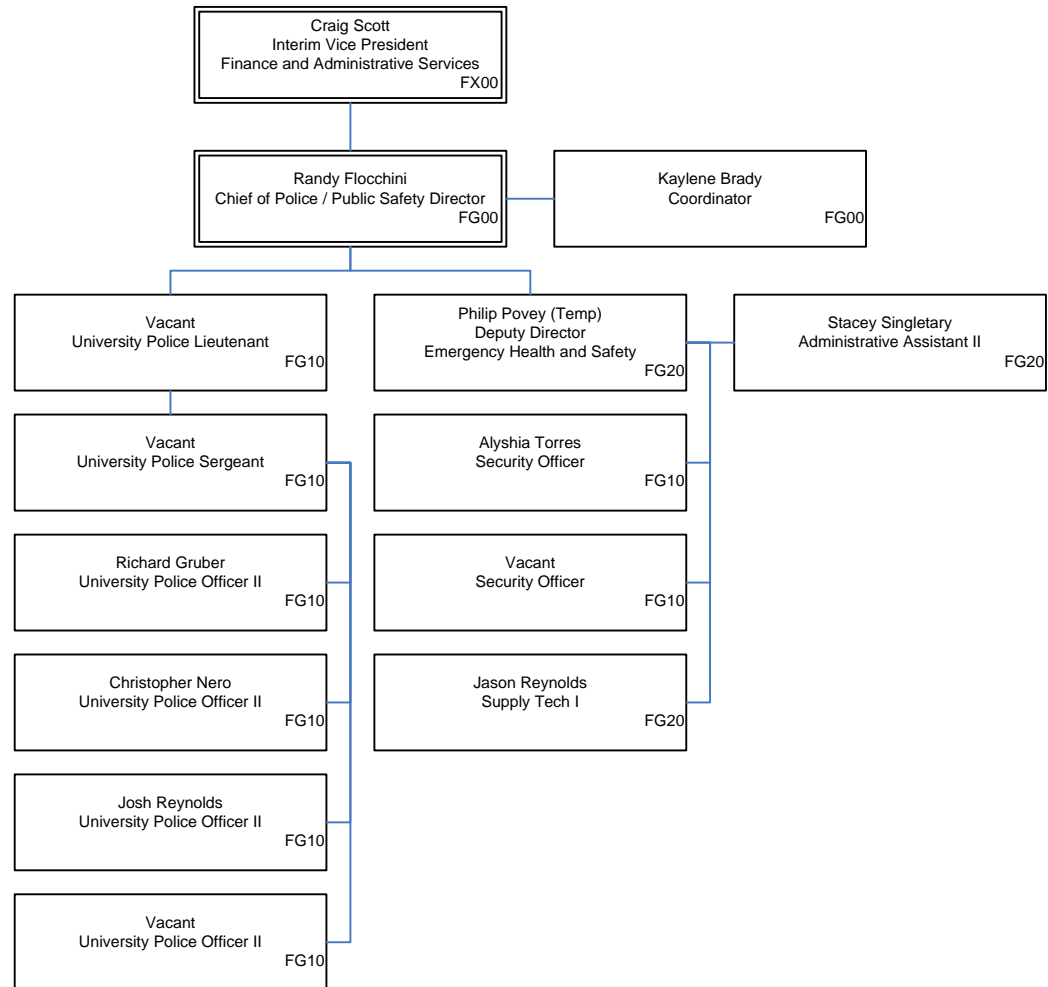 Craig Scott
Interim Vice President
Finance and Administrative Services
FX00
Randy Flocchini
Chief of Police / Public Safety Director
FG00
Kaylene Brady
Coordinator
FG00
Vacant
University Police Lieutenant
FG10
Philip Povey (Temp)
Deputy Director
Emergency Health and Safety
FG20
Stacey Singletary
Administrative Assistant II
FG20
Vacant
University Police Sergeant
FG10
Alyshia Torres
Security Officer
FG10
Richard Gruber
University Police Officer II
FG10
Vacant
Security Officer
FG10
Christopher Nero
University Police Officer II
FG10
Jason Reynolds
Supply Tech I
FG20
Josh Reynolds
University Police Officer II
FG10
Vacant
University Police Officer II
FG10